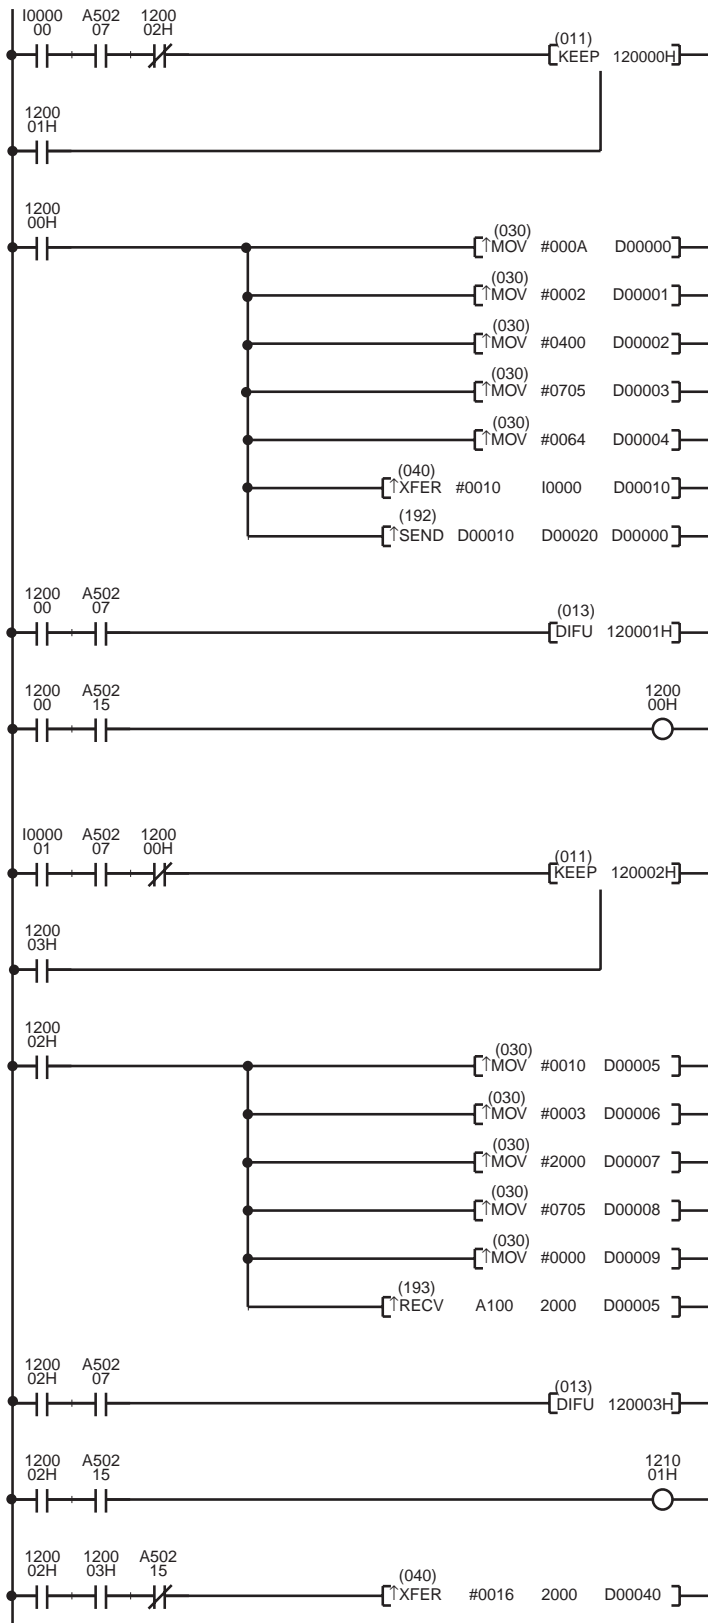 I0000 A502 1200
00 07 02H
(011)
KEEP 120000H
1200
01H
1200
00H
(030)
↑MOV #000A D00000
(030)
↑MOV #0002 D00001
(030)
↑MOV #0400 D00002
(030)
↑MOV #0705 D00003
(030)
↑MOV #0064 D00004
(040)
↑XFER #0010 I0000 D00010
(192)
↑SEND D00010 D00020 D00000
1200 A502
00 07
(013)
DIFU 120001H
1200 A502 1200
00 15 00H
I0000 A502 1200
01 07 00H
(011)
KEEP 120002H
1200
03H
1200
02H
(030)
↑MOV #0010 D00005
(030)
↑MOV #0003 D00006
(030)
↑MOV #2000 D00007
(030)
↑MOV #0705 D00008
(030)
↑MOV #0000 D00009
(193)
↑RECV A100 2000 D00005
1200 A502
02H 07
(013)
DIFU 120003H
1200 A502 1210
02H 15 01H
1200 1200 A502
02H 03H 15
(040)
↑XFER #0016 2000 D00040